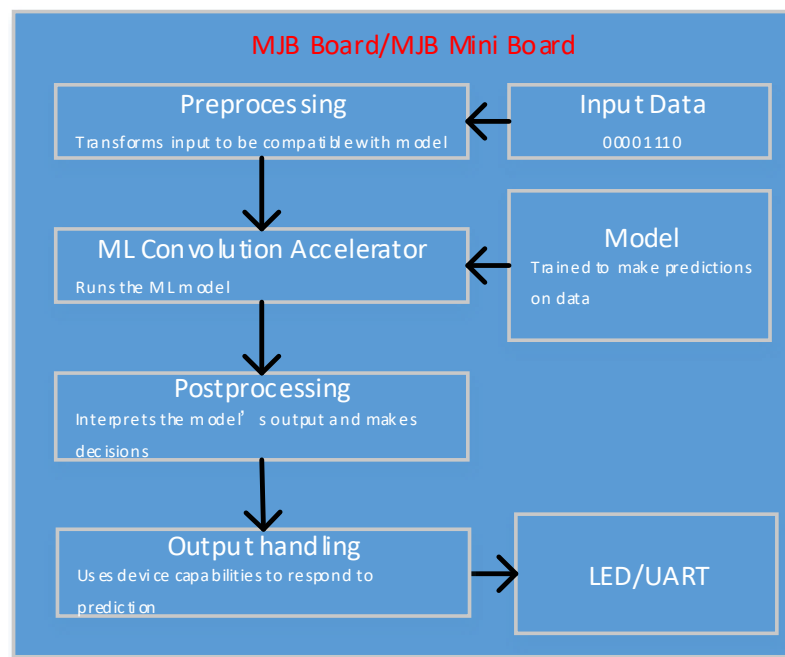 MJB Board/MJB Mini Board
Preprocessing
Transforms input to be compatible with model
Input Data
00001110
ML Convolution Accelerator
Runs the ML model
Model
Trained to make predictions
on data
Postprocessing
Interprets the model's output and makes
decisions
Output handling
Uses device capabilities to respond to
prediction
LED/UART